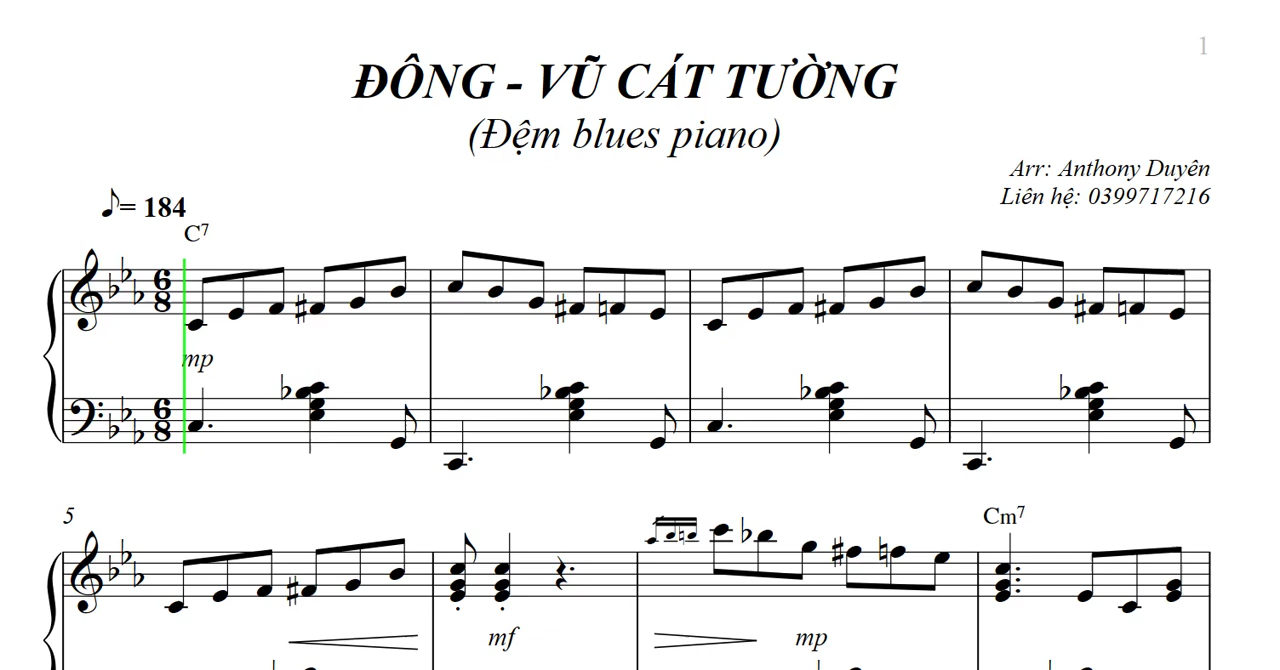 1
ĐÔNG - VŨ CÁT TƯỜNG
(Đệm blues piano)
Arr: Anthony Duyên
Liên hệ: 0399717216
♪= 184
C7
6 8
mp
6 8
5
Cm7
mf mp